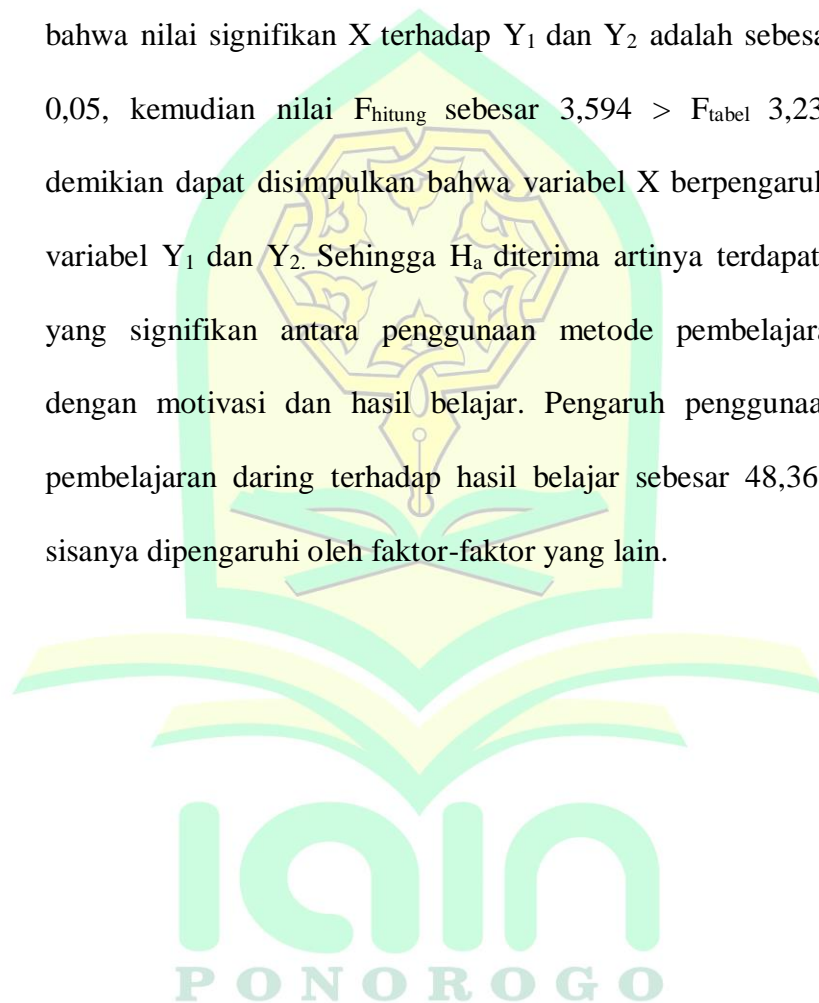 bahwa nilai signifikan X terhadap Y₁ dan Y₂ adalah sebesa
0,05, kemudian nilai Fhitung sebesar 3,594 > Ftabel 3,23
demikian dapat disimpulkan bahwa variabel X berpengaruh
variabel Y₁ dan Y₂. Sehingga Hₐ diterima artinya terdapat
yang signifikan antara penggunaan metode pembelajara
dengan motivasi dan hasil belajar. Pengaruh penggunaa
pembelajaran daring terhadap hasil belajar sebesar 48,36
sisanya dipengaruhi oleh faktor-faktor yang lain.
iain
PONOROGO